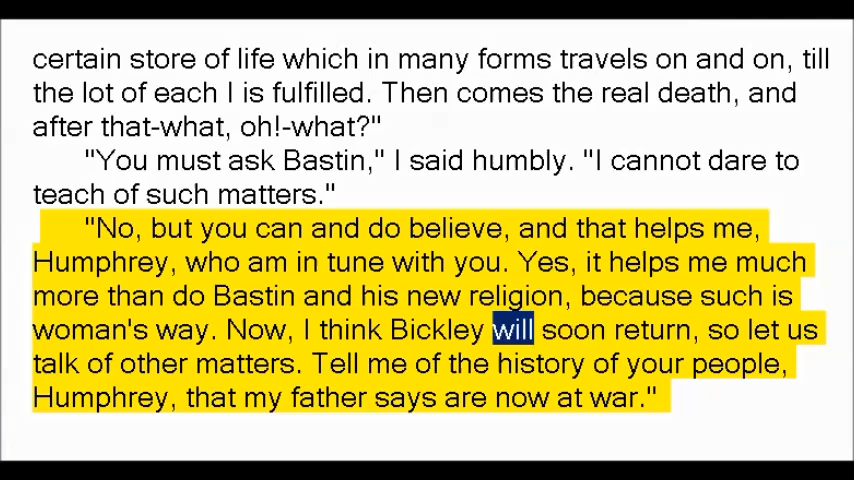 certain store of life which in many forms travels on and on, till
the lot of each I is fulfilled. Then comes the real death, and
after that-what, oh!-what?"
"You must ask Bastin," I said humbly. "I cannot dare to
teach of such matters."
"No, but you can and do believe, and that helps me,
Humphrey, who am in tune with you. Yes, it helps me much
more than do Bastin and his new religion, because such is
woman's way. Now, I think Bickley will soon return, so let us
talk of other matters. Tell me of the history of your people,
Humphrey, that my father says are now at war."